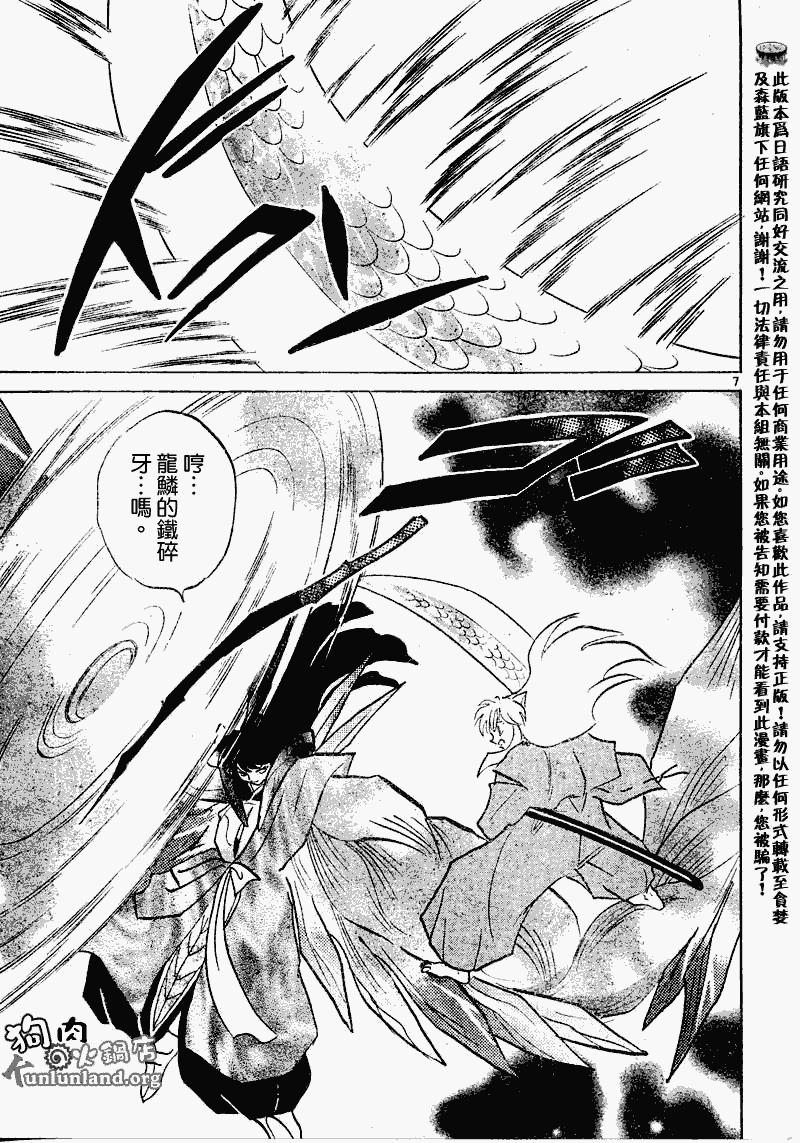 此版本爲日語研究同好交流之用，請勿用于任何商業用途。如您喜歡此作品，請支持正版！請勿以任何形式轉載至貪婪
及森藍旗下任何網站，謝謝！一切法律責任與本組無關。如果您被告知需要付款才能看到此漫畫，那麼，您被騙了！
7
哼…
龍鱗的鐵碎
牙…嗎。
狗肉
火鍋店
Kunlunland.org